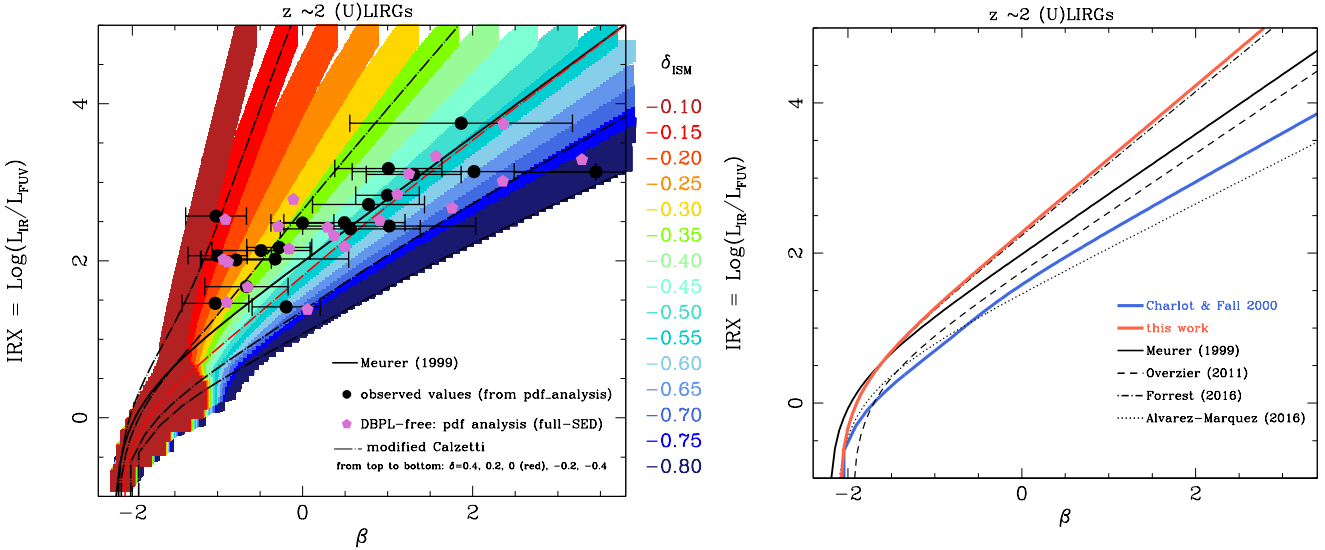 z ~2 (U)LIRGs
IRX = Log(L_IR/L_FUV)
4
2
0
−2
0
2
β
Meurer (1999)
observed values (from pdf_analysis)
DBPL-free: pdf analysis (full-SED)
modified Calzetti
from top to bottom: δ=0.4, 0.2, 0 (red), −0.2, −0.4
δ_ISM
−0.10
−0.15
−0.20
−0.25
−0.30
−0.35
−0.40
−0.45
−0.50
−0.55
−0.60
−0.65
−0.70
−0.75
−0.80
z ~2 (U)LIRGs
IRX = Log(L_IR/L_FUV)
4
2
0
−2
0
2
β
Charlot & Fall 2000
this work
Meurer (1999)
Overzier (2011)
Forrest (2016)
Alvarez-Marquez (2016)